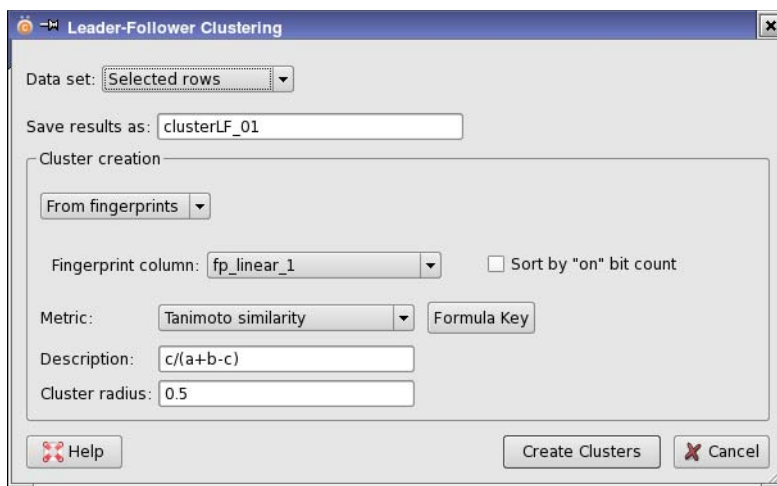 Leader-Follower Clustering
Data set: Selected rows
Save results as: clusterLF_01
Cluster creation
From fingerprints
Fingerprint column: fp_linear_1 Sort by "on" bit count
Metric: Tanimoto similarity Formula Key
Description: c/(a+b-c)
Cluster radius: 0.5
Help Create Clusters Cancel